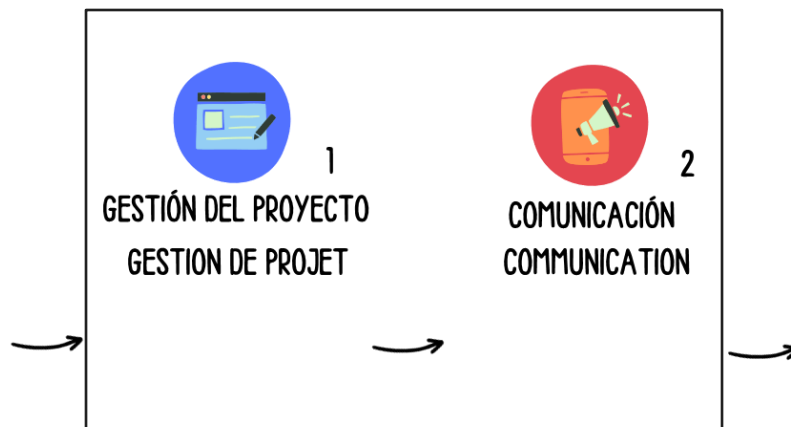 1
GESTIÓN DEL PROYECTO
GESTION DE PROJET
2
COMUNICACIÓN
COMMUNICATION